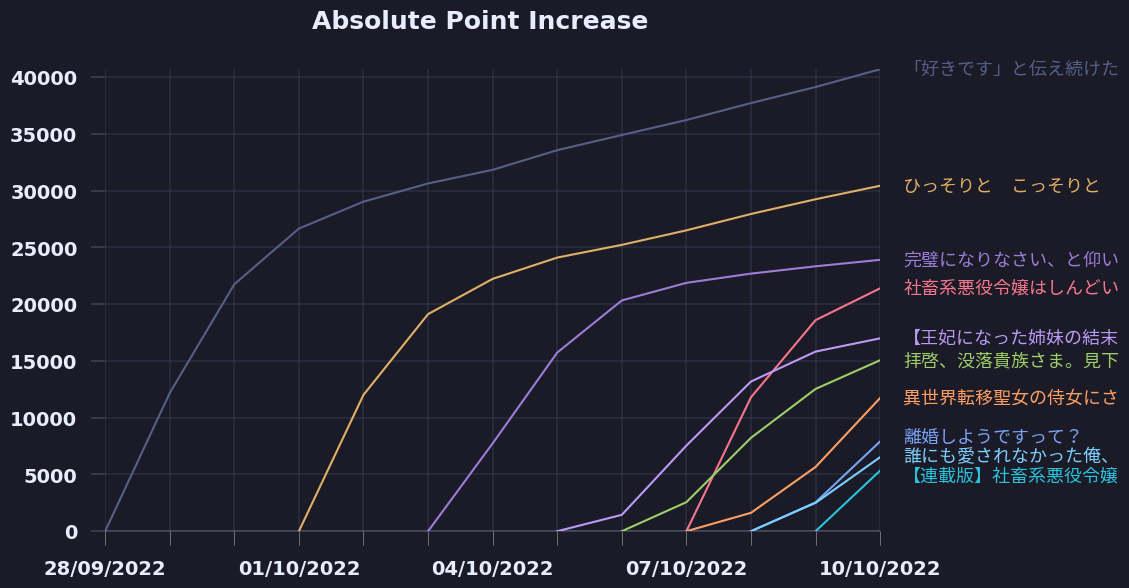 Absolute Point Increase
40000
35000
30000
25000
20000
15000
10000
5000
0
28/09/2022
01/10/2022
04/10/2022
07/10/2022
10/10/2022
「好きです」と伝え続けた
ひっそりと　こっそりと
完璧になりなさい、と仰い
社畜系悪役令嬢はしんどい
【王妃になった姉妹の結末
拝啓、没落貴族さま。見下
異世界転移聖女の侍女にさ
離婚しようですって？
誰にも愛されなかった俺、
【連載版】社畜系悪役令嬢